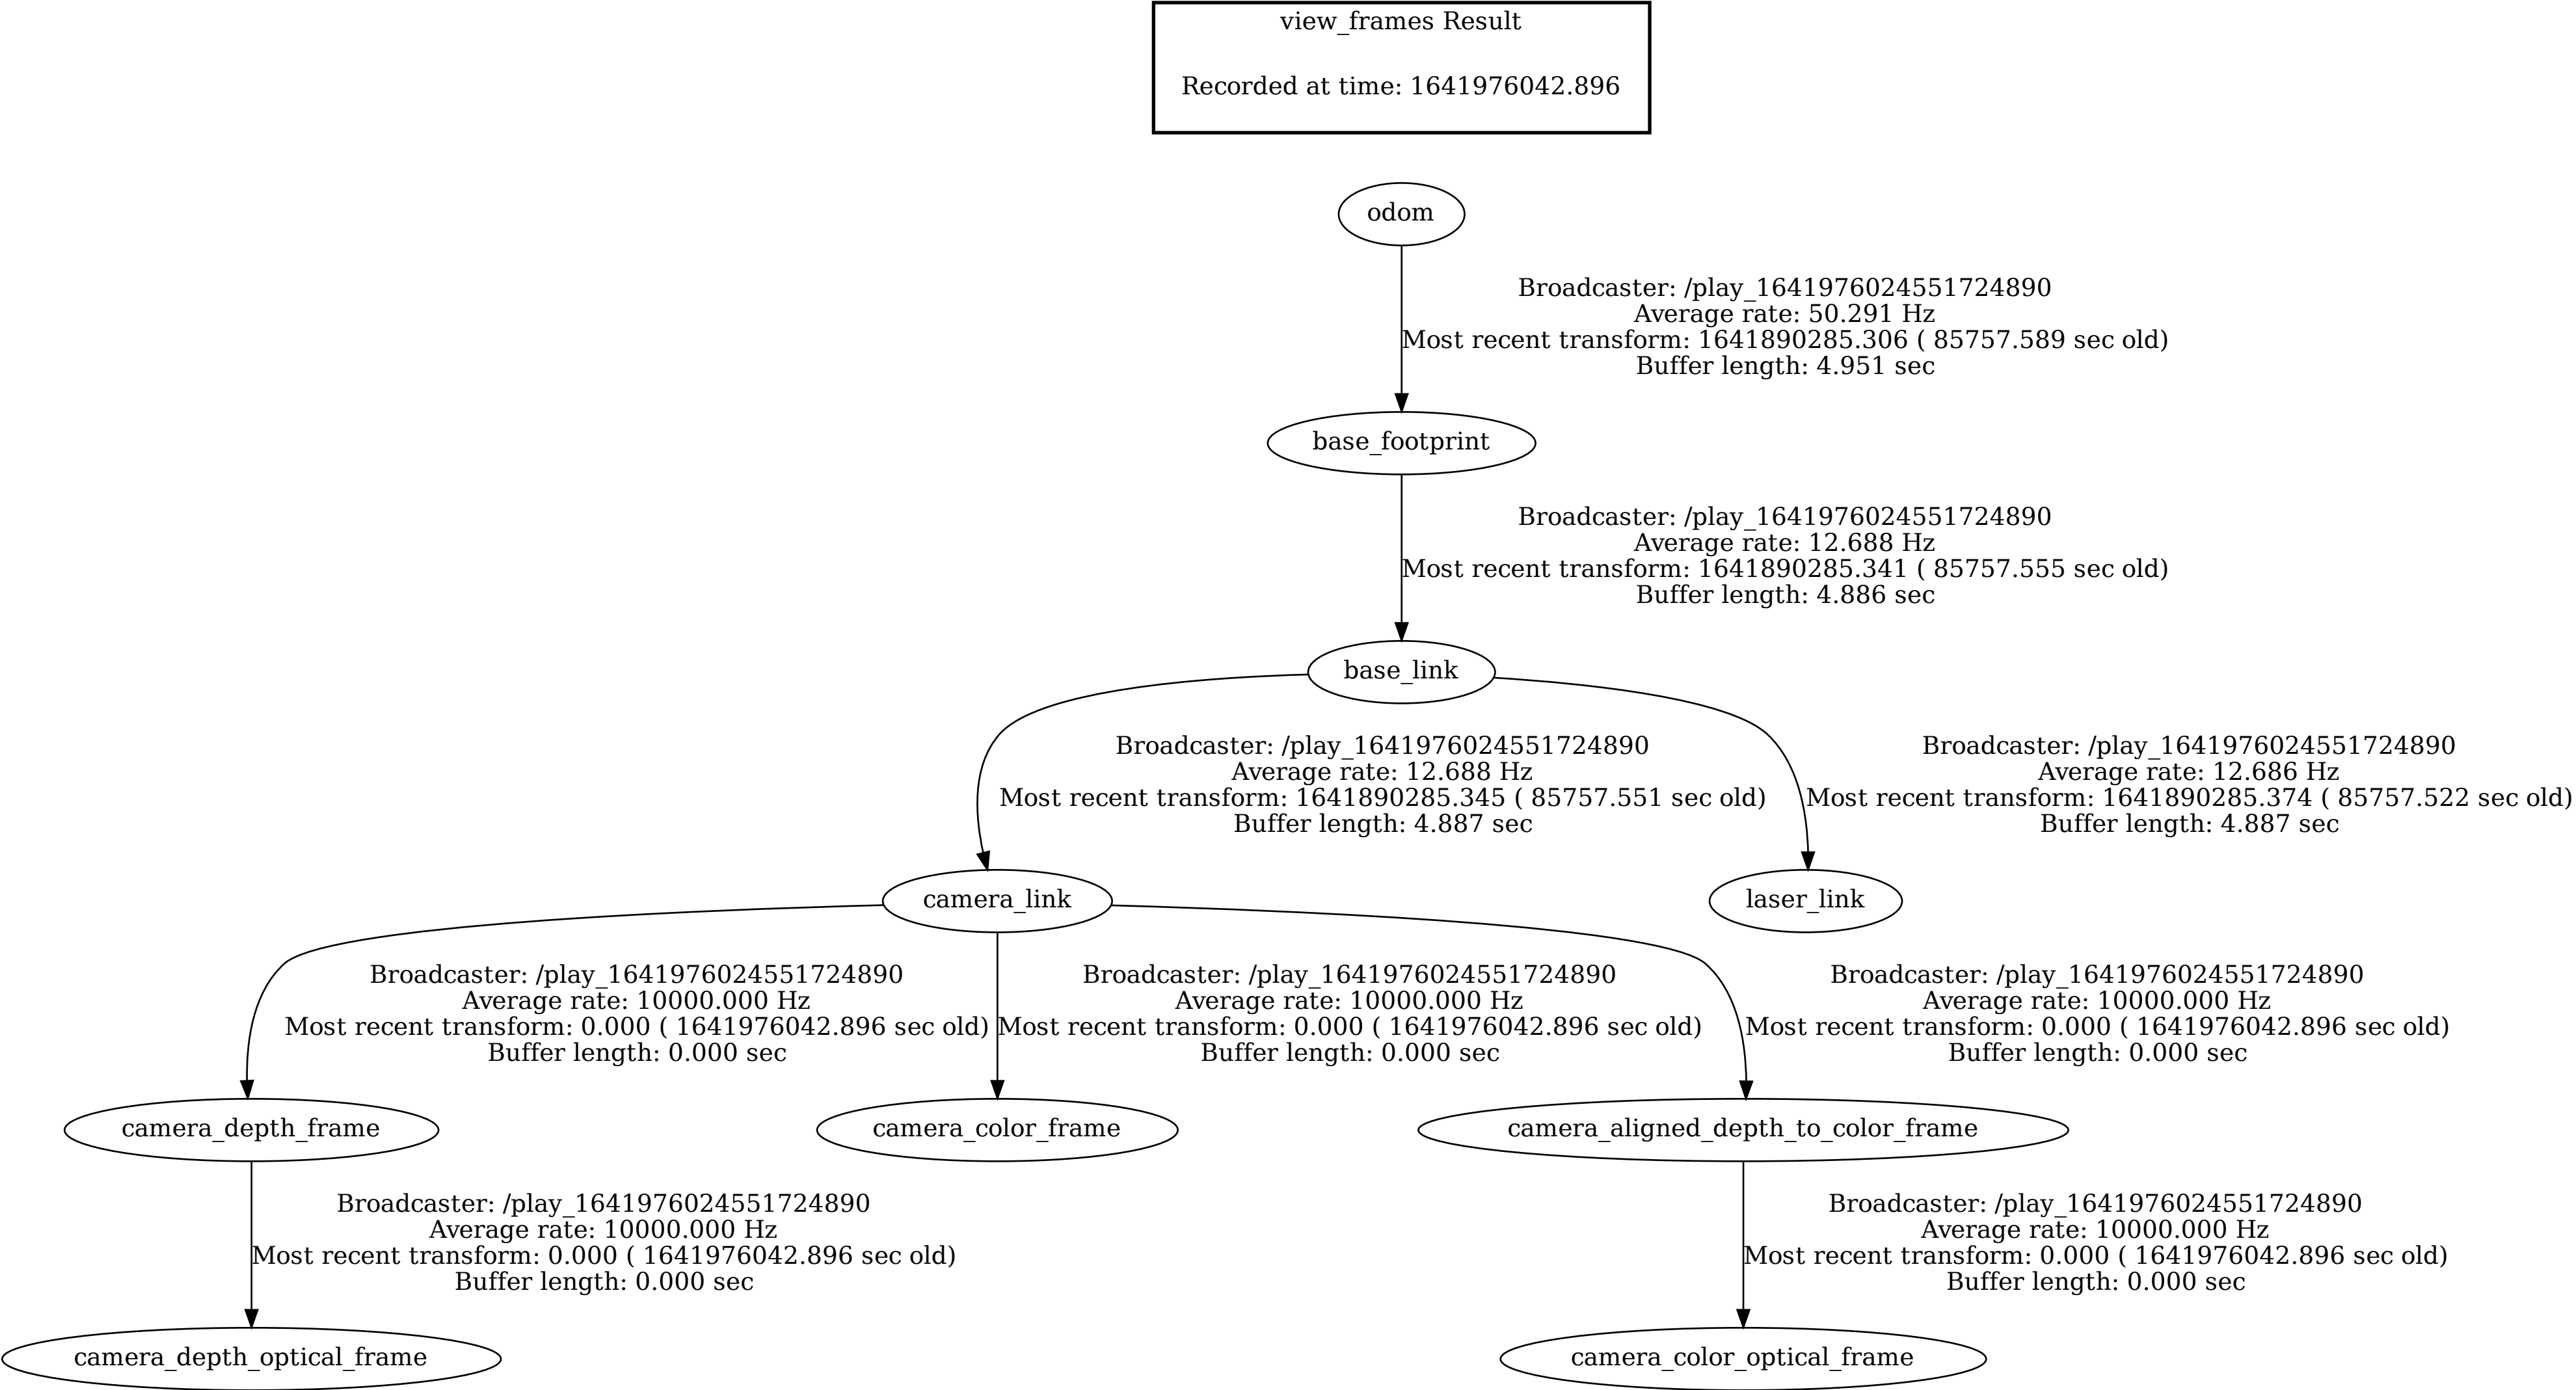 view_frames Result
Recorded at time: 1641976042.896
odom
Broadcaster: /play_1641976024551724890
Average rate: 50.291 Hz
Most recent transform: 1641890285.306 ( 85757.589 sec old)
Buffer length: 4.951 sec
base_footprint
Broadcaster: /play_1641976024551724890
Average rate: 12.688 Hz
Most recent transform: 1641890285.341 ( 85757.555 sec old)
Buffer length: 4.886 sec
base_link
Broadcaster: /play_1641976024551724890
Average rate: 12.688 Hz
Most recent transform: 1641890285.345 ( 85757.551 sec old)
Buffer length: 4.887 sec
Broadcaster: /play_1641976024551724890
Average rate: 12.686 Hz
Most recent transform: 1641890285.374 ( 85757.522 sec old)
Buffer length: 4.887 sec
camera_link
laser_link
Broadcaster: /play_1641976024551724890
Average rate: 10000.000 Hz
Most recent transform: 0.000 ( 1641976042.896 sec old)
Buffer length: 0.000 sec
Broadcaster: /play_1641976024551724890
Average rate: 10000.000 Hz
Most recent transform: 0.000 ( 1641976042.896 sec old)
Buffer length: 0.000 sec
Broadcaster: /play_1641976024551724890
Average rate: 10000.000 Hz
Most recent transform: 0.000 ( 1641976042.896 sec old)
Buffer length: 0.000 sec
camera_depth_frame
camera_color_frame
camera_aligned_depth_to_color_frame
Broadcaster: /play_1641976024551724890
Average rate: 10000.000 Hz
Most recent transform: 0.000 ( 1641976042.896 sec old)
Buffer length: 0.000 sec
Broadcaster: /play_1641976024551724890
Average rate: 10000.000 Hz
Most recent transform: 0.000 ( 1641976042.896 sec old)
Buffer length: 0.000 sec
camera_depth_optical_frame
camera_color_optical_frame